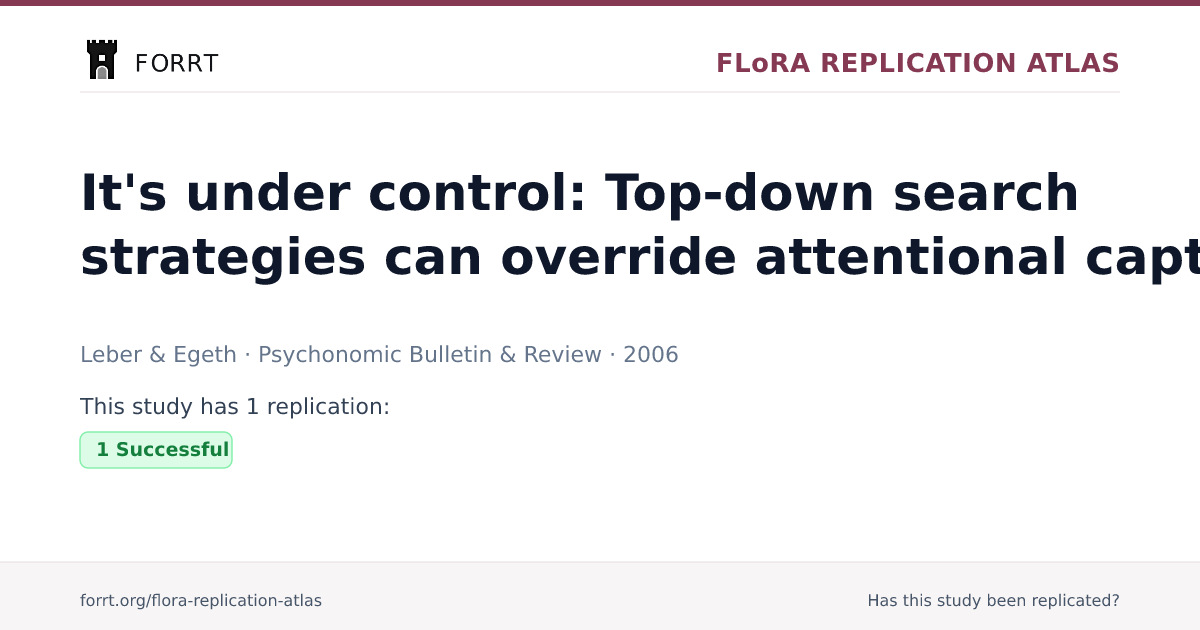 FORRT
FLoRA REPLICATION ATLAS
It's under control: Top-down search
strategies can override attentional capt
Leber & Egeth · Psychonomic Bulletin & Review · 2006
This study has 1 replication:
1 Successful
forrt.org/flora-replication-atlas
Has this study been replicated?